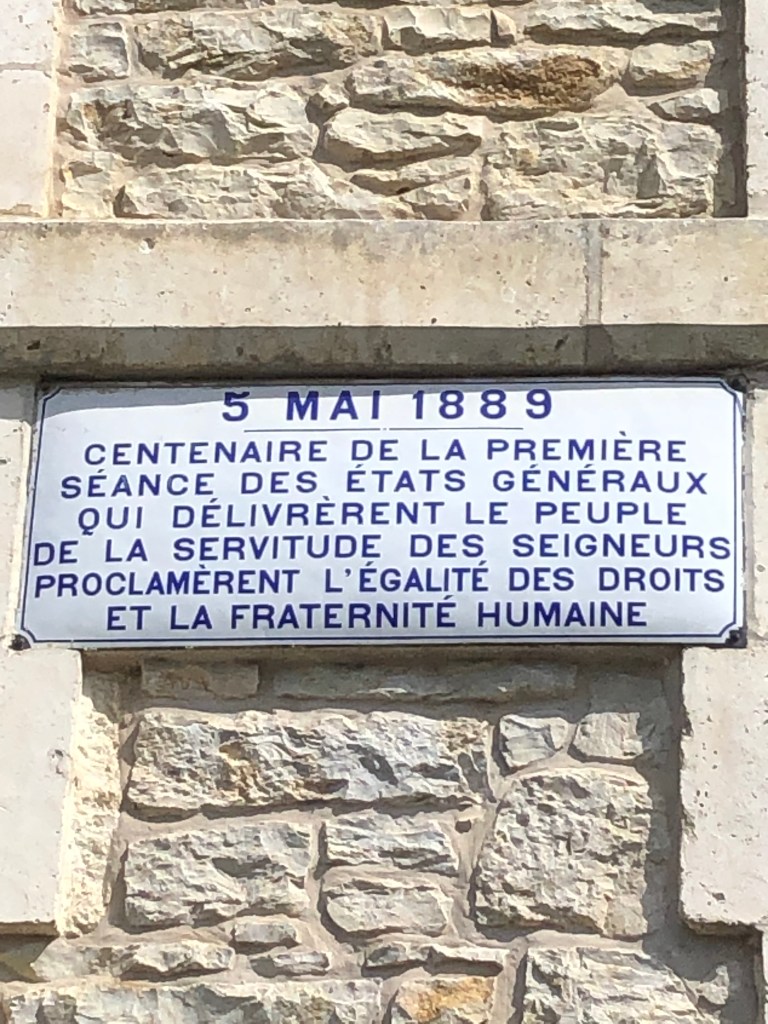 5 MAI 1889
CENTENAIRE DE LA PREMIÈRE
SÉANCE DES ÉTATS GÉNÉRAUX
QUI DÉLIVRÈRENT LE PEUPLE
DE LA SERVITUDE DES SEIGNEURS
PROCLAMÈRENT L'ÉGALITÉ DES DROITS
ET LA FRATERNITÉ HUMAINE